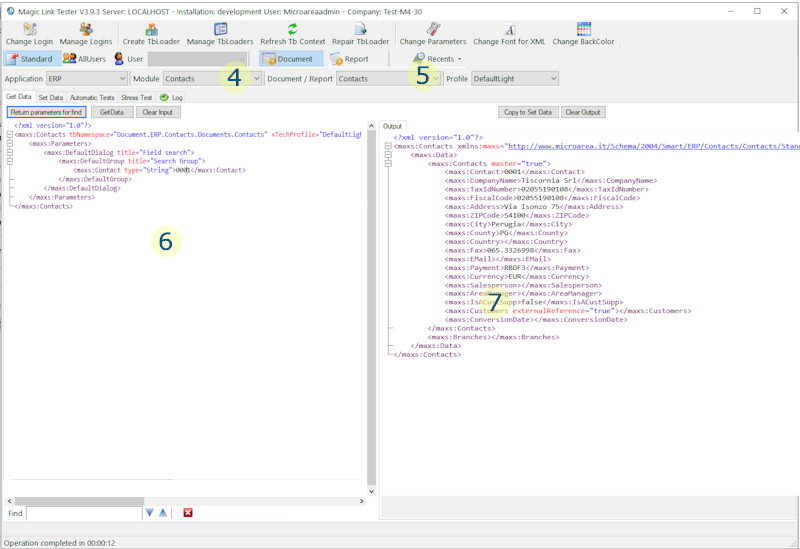 Magic Link Tester V3.9.3 Server: LOCALHOST - Installation: development User: Microareaadmin - Company: Test-M4-30
Change Login Manage Logins Create TbLoader Manage TbLoaders Refresh Tb Context Repair TbLoader Change Parameters Change Font for XML Change BackColor
Standard AllUsers User Document Report Recents
Application ERP Module Contacts 4 Document / Report Contacts 5 Profile DefaultLight
Get Data Set Data Automatic Tests Stress Test Log
Return parameters for find GetData Clear Input
<?xml version="1.0"?>
<maxs:Contacts tbNamespace="Document.ERP.Contacts.Documents.Contacts" xTechProfile="DefaultLigh
<maxs:Parameters>
<maxs:DefaultDialog title="Field search">
<maxs:DefaultGroup title="Search Group">
<maxs:Contact type="String">0001</maxs:Contact>
</maxs:DefaultGroup>
</maxs:DefaultDialog>
</maxs:Parameters>
</maxs:Contacts>
6
Find
Copy to Set Data Clear Output
Output
<?xml version="1.0"?>
<maxs:Contacts xmlns:maxs="http://www.microarea.it/Schema/2004/Smart/ERP/Contacts/Contacts/Stan
<maxs:Data>
<maxs:Contacts master="true">
<maxs:Contact>0001</maxs:Contact>
<maxs:CompanyName>Tiscornia Srl</maxs:CompanyName>
<maxs:TaxIdNumber>02055190108</maxs:TaxIdNumber>
<maxs:FiscalCode>02055190108</maxs:FiscalCode>
<maxs:Address>Via Isonzo 75</maxs:Address>
<maxs:ZIPCode>54100</maxs:ZIPCode>
<maxs:City>Perugia</maxs:City>
<maxs:County>PG</maxs:County>
<maxs:Country></maxs:Country>
<maxs:Fax>065.3326998</maxs:Fax>
<maxs:EMail></maxs:EMail>
<maxs:Payment>RBDF3</maxs:Payment>
<maxs:Currency>EUR</maxs:Currency>
<maxs:Salesperson></maxs:Salesperson>
<maxs:AreaManager></maxs:AreaManager>
<maxs:IsACustSupp>false</maxs:IsACustSupp>
7
<maxs:Customers externalReference="true"></maxs:Customers>
<maxs:ConversionDate></maxs:ConversionDate>
</maxs:Contacts>
<maxs:Branches></maxs:Branches>
</maxs:Data>
</maxs:Contacts>
Operation completed in 00:00:12